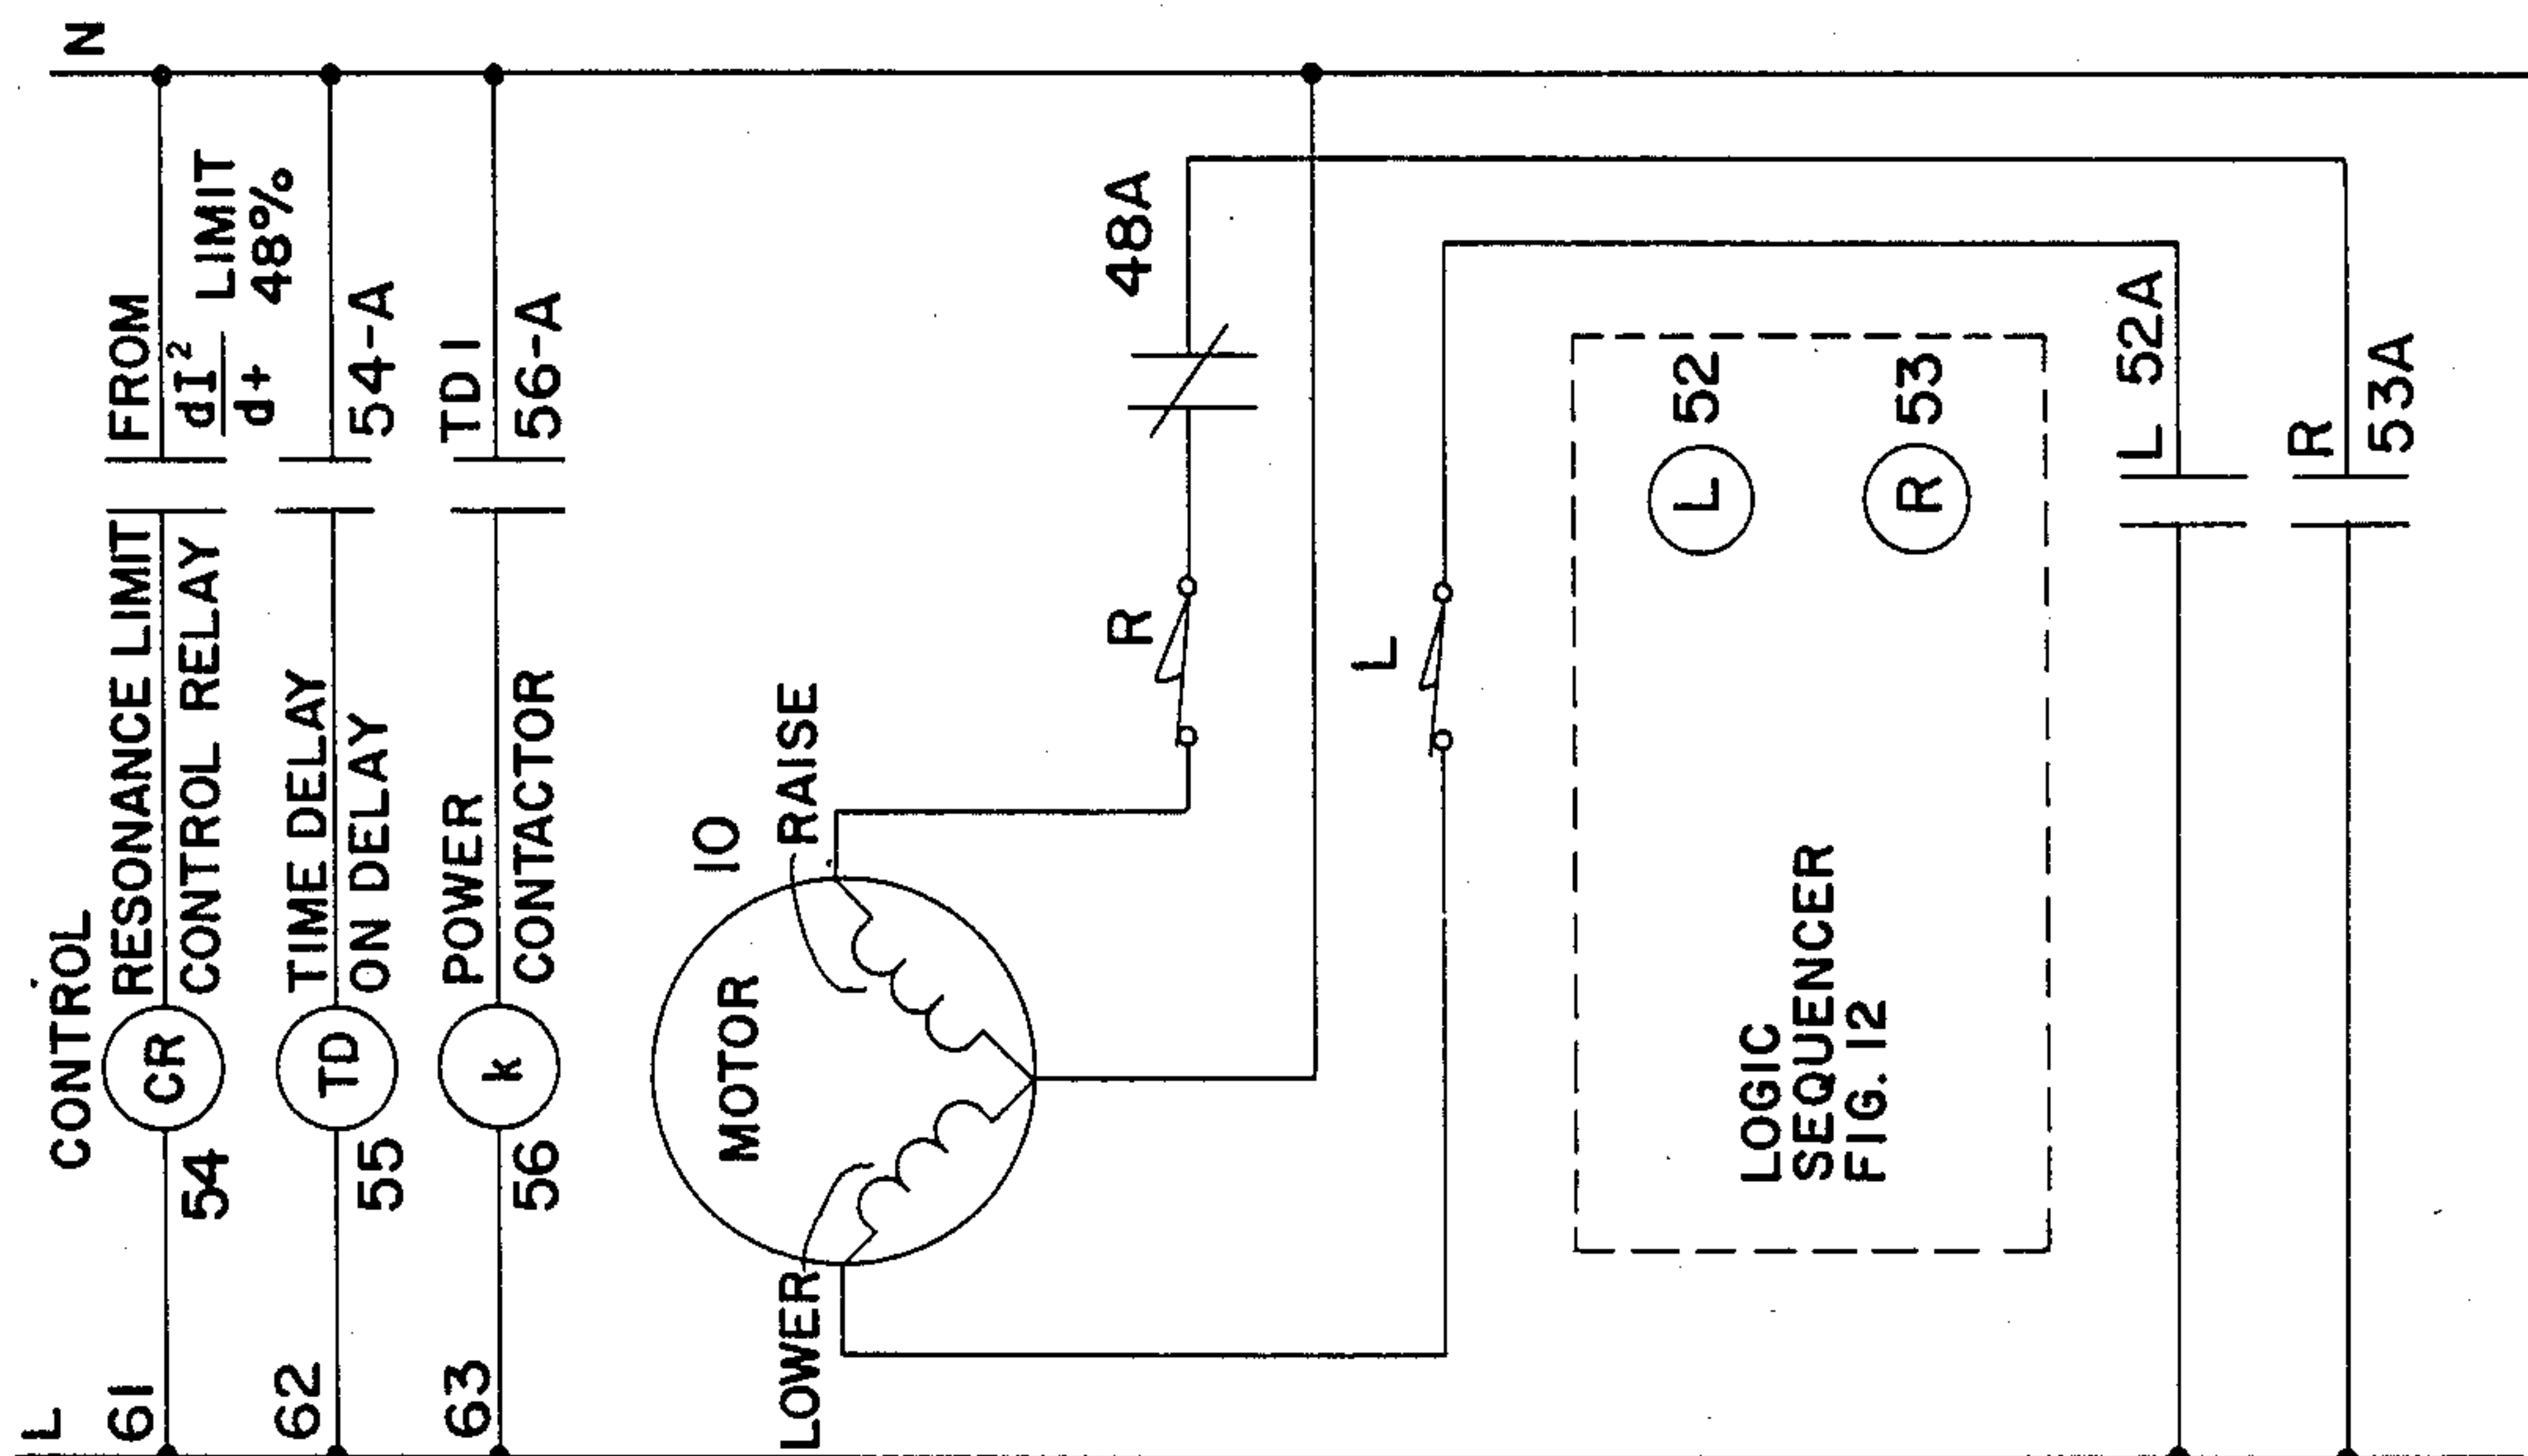 L
CONTROL
N
61
54
CR
RESONANCE LIMIT
CONTROL RELAY
FROM
dI²
d+
LIMIT
48%
62
55
TD
TIME DELAY
ON DELAY
54-A
63
56
k
POWER
CONTACTOR
TD1
56-A
10
MOTOR
LOWER
RAISE
R
48A
L
LOGIC
SEQUENCER
FIG. 12
L
52
R
53
L 52A
R
53A